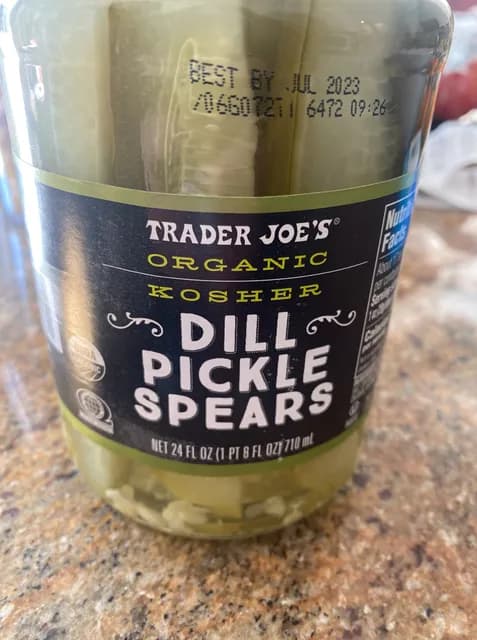 BEST BY JUL 2023
6472 09:26
TRADER JOE'S®
ORGANIC
KOSHER
DILL
PICKLE
SPEARS
NET 24 FL OZ (1 PT 8 FL OZ) 710 mL
Facts